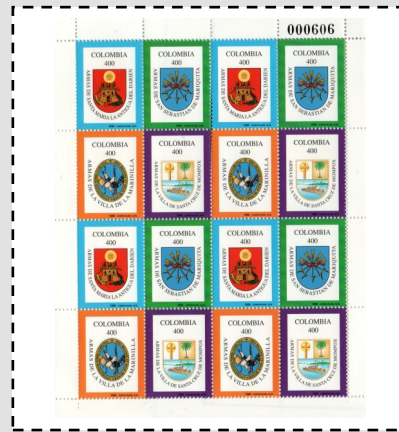 000606
COLOMBIA
400
ARMAS DE SANTA MARIA LA ANTIGUA DEL DARIEN
COLOMBIA
400
ARMAS DE SAN SEBASTIAN DE MARIQUITA
COLOMBIA
400
ARMAS DE SANTA MARIA LA ANTIGUA DEL DARIEN
COLOMBIA
400
ARMAS DE SAN SEBASTIAN DE MARIQUITA
COLOMBIA
400
ARMAS DE LA VILLA DE LA MARINILLA
COLOMBIA
400
ARMAS DE LA VILLA DE SANTA CRUZ DE MOMPOX
COLOMBIA
400
ARMAS DE LA VILLA DE LA MARINILLA
COLOMBIA
400
ARMAS DE LA VILLA DE SANTA CRUZ DE MOMPOX
COLOMBIA
400
ARMAS DE SANTA MARIA LA ANTIGUA DEL DARIEN
COLOMBIA
400
ARMAS DE SAN SEBASTIAN DE MARIQUITA
COLOMBIA
400
ARMAS DE SANTA MARIA LA ANTIGUA DEL DARIEN
COLOMBIA
400
ARMAS DE SAN SEBASTIAN DE MARIQUITA
COLOMBIA
400
ARMAS DE LA VILLA DE LA MARINILLA
COLOMBIA
400
ARMAS DE LA VILLA DE SANTA CRUZ DE MOMPOX
COLOMBIA
400
ARMAS DE LA VILLA DE LA MARINILLA
COLOMBIA
400
ARMAS DE LA VILLA DE SANTA CRUZ DE MOMPOX